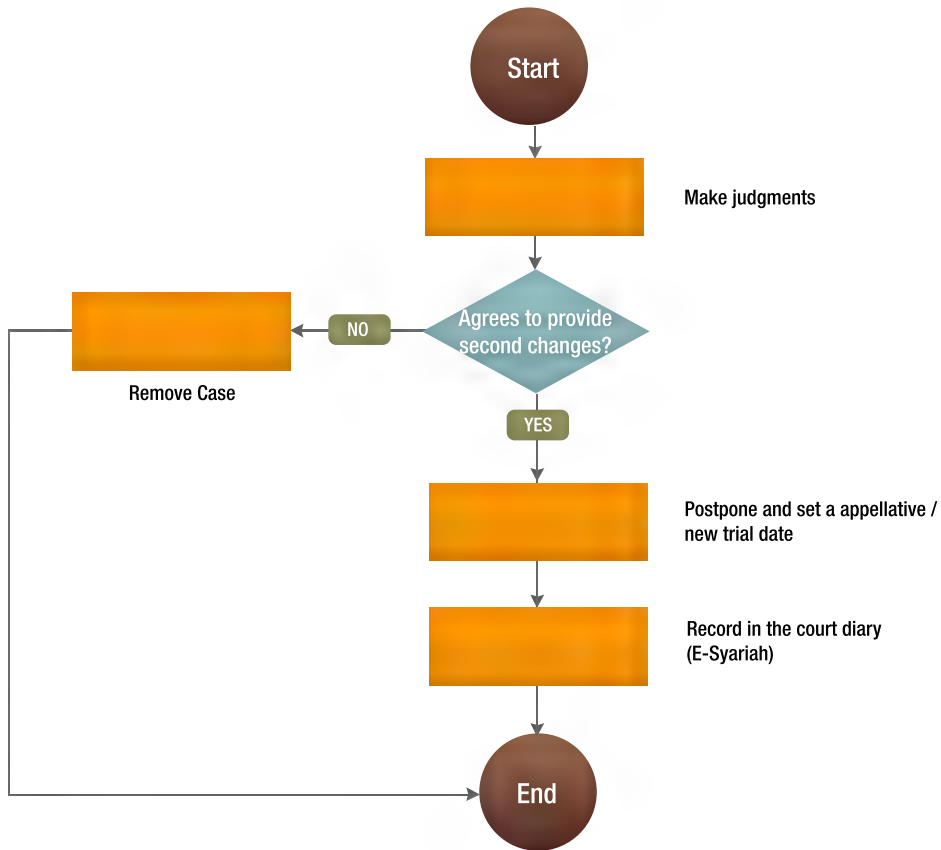 Start
Make judgments
Agrees to provide
second changes?
NO
Remove Case
YES
Postpone and set a appellative /
new trial date
Record in the court diary
(E-Syariah)
End